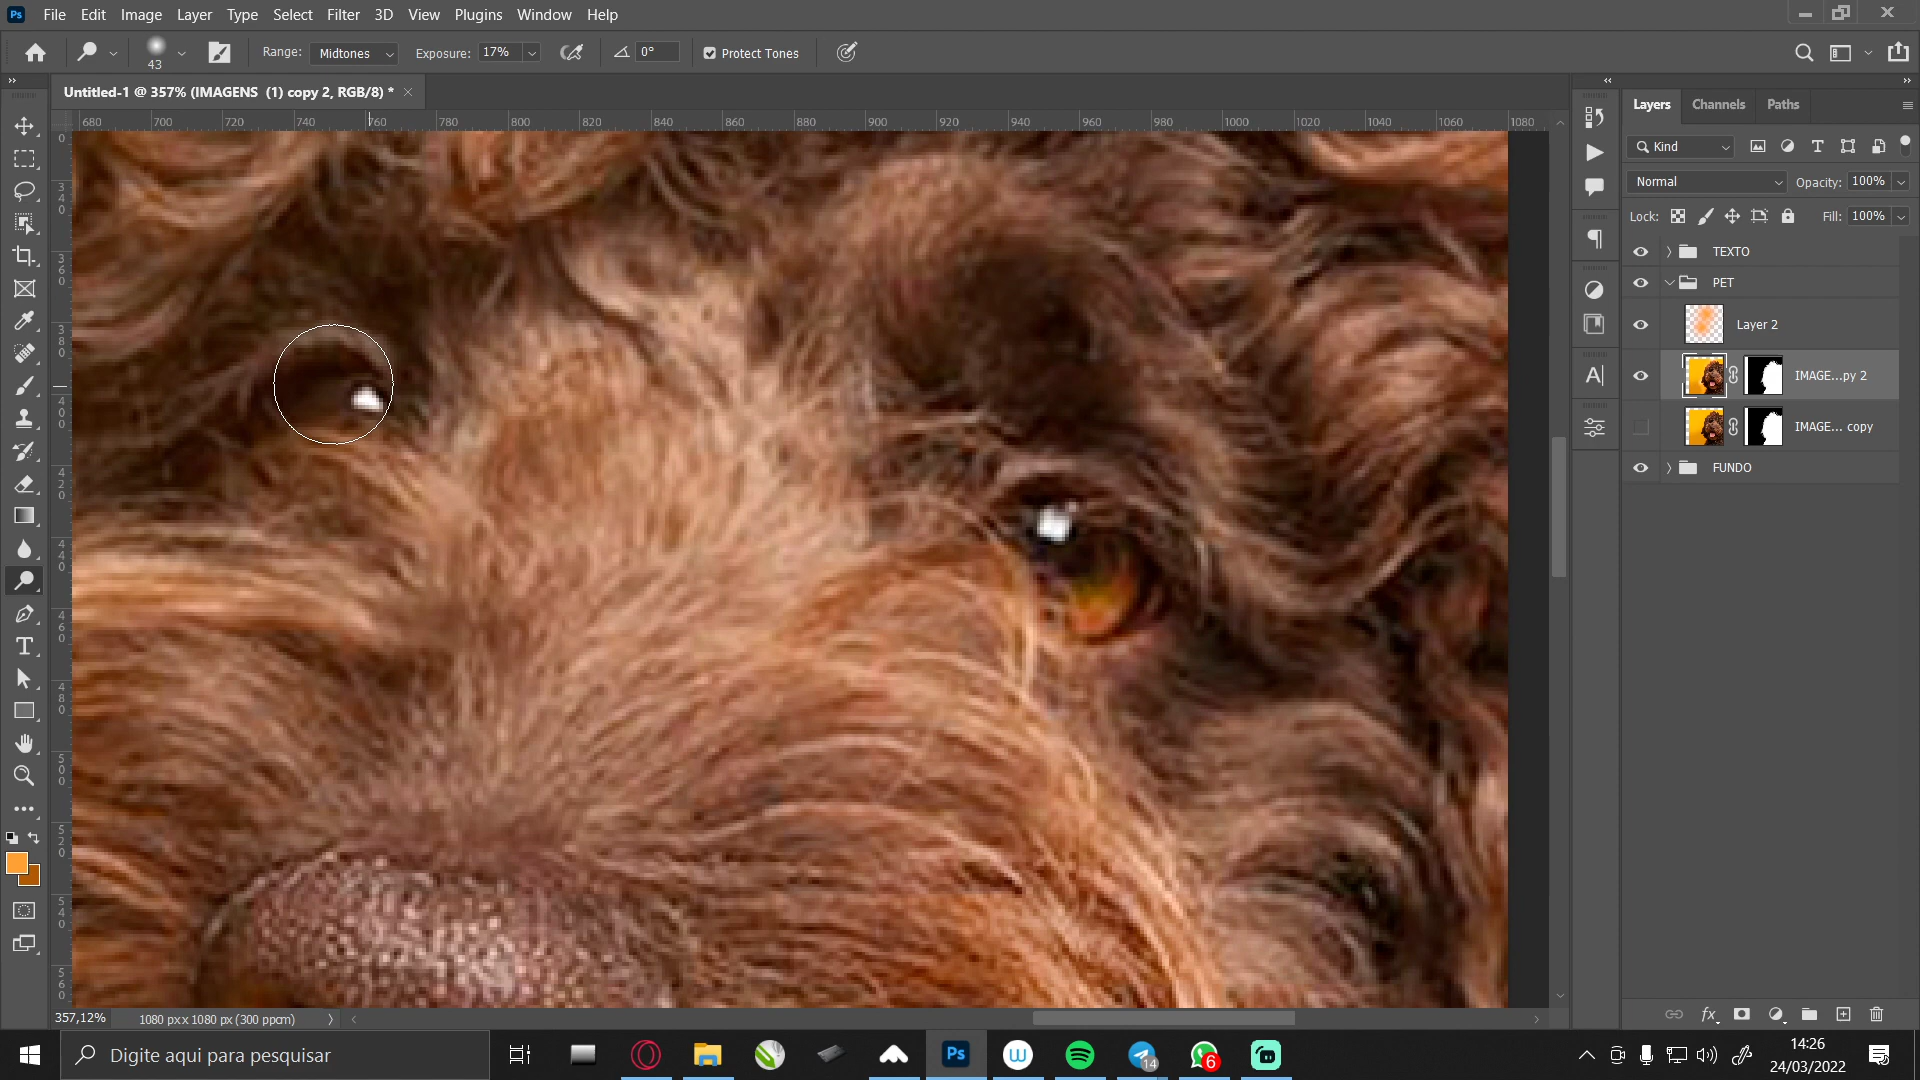 Ps File Edit Image Layer Type Select Filter 3D View Plugins Window Help
43 Range: Midtones Exposure: 17% 0° Protect Tones
Untitled-1 @ 357% (IMAGENS (1) copy 2, RGB/8) *
680 700 720 740 760 780 800 820 840 860 880 900 920 940 960 980 1000 1020 1040 1060 1080
0
340
360
380
400
420
440
460
480
500
520
540
560
Layers Channels Paths
Kind
Normal Opacity: 100%
Lock: Fill: 100%
TEXTO
PET
Layer 2
IMAGE...py 2
IMAGE... copy
FUNDO
357,12% 1080 px x 1080 px (300 ppcm)
Digite aqui para pesquisar
Ps
14
6
14:26
24/03/2022